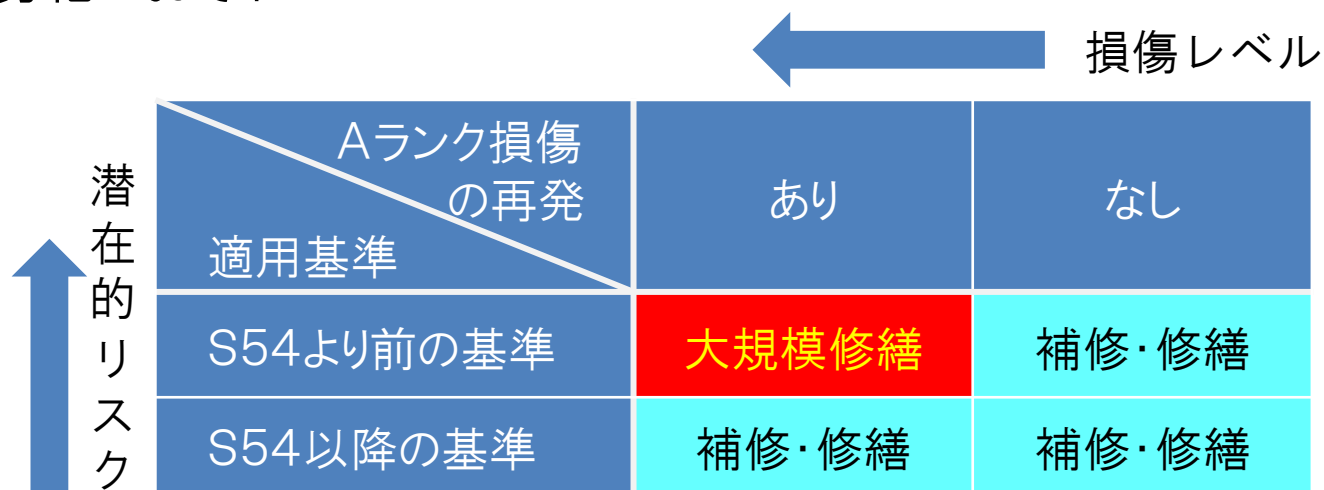 損傷レベル
潜在的リスク
Aランク損傷
の再発
適用基準
あり
なし
S54より前の基準
大規模修繕
補修･修繕
S54以降の基準
補修･修繕
補修･修繕